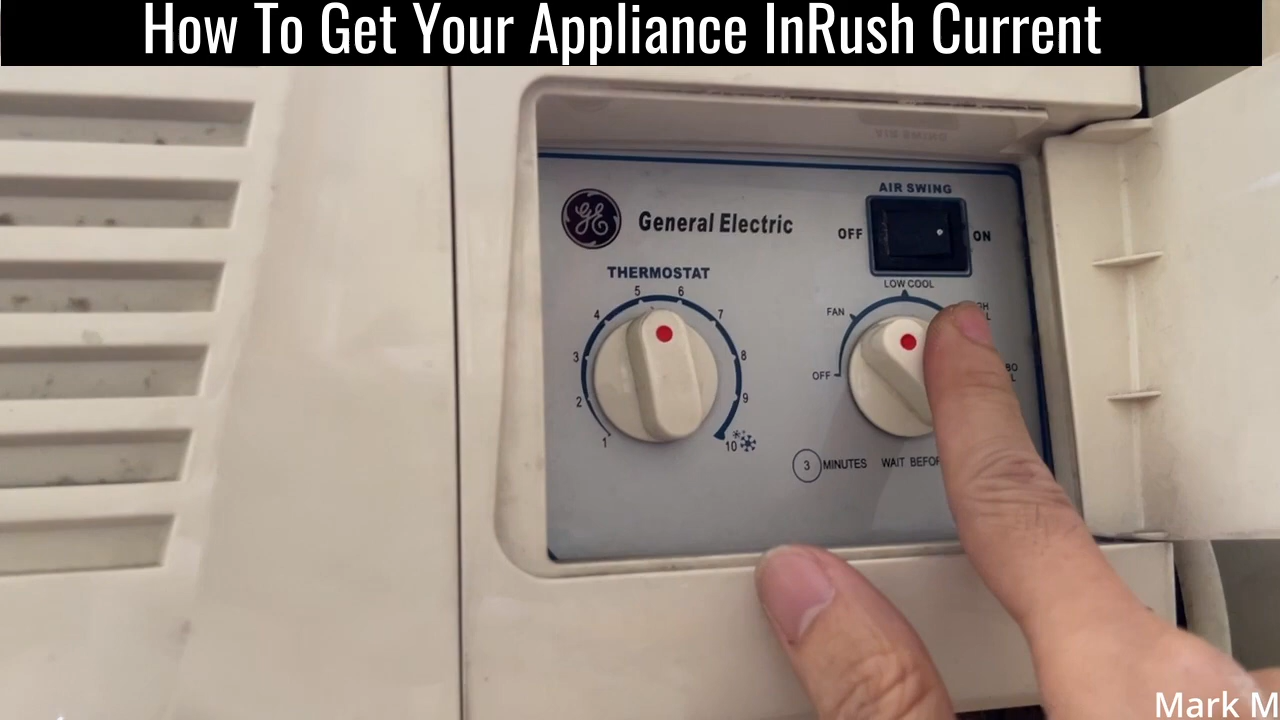 How To Get Your Appliance InRush Current
AIR SWING
OFF
ON
GE
General Electric
THERMOSTAT
1
2
3
4
5
6
7
8
9
10
LOW COOL
FAN
OFF
3 MINUTES WAIT
Mark M